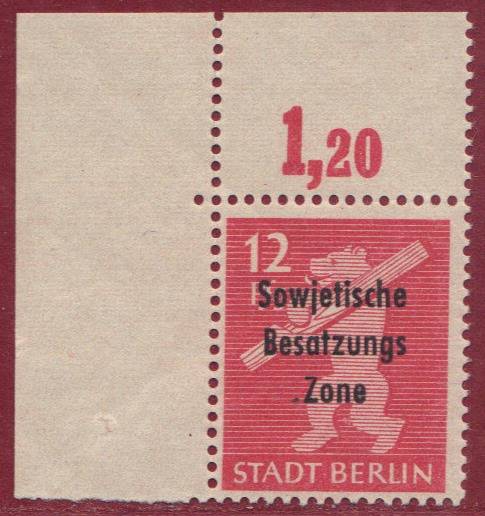 1,20
12
Sowjetische
Besatzungs
Zone
STADT BERLIN